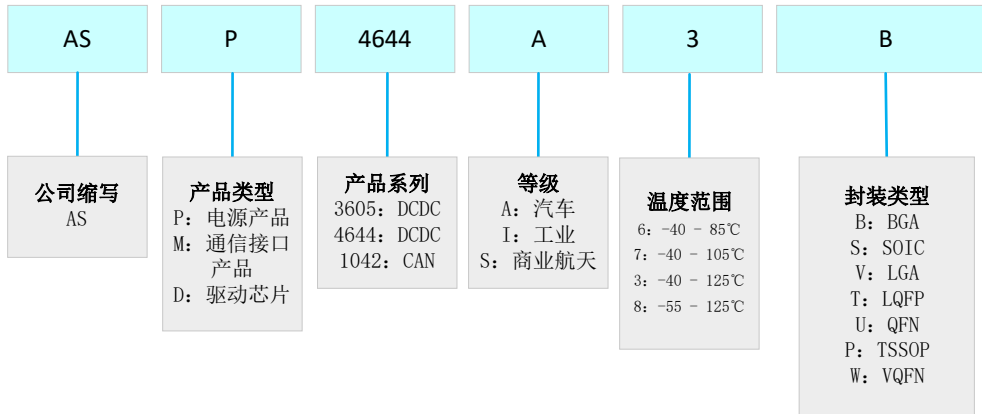 AS
P
4644
A
3
B
公司缩写
AS
产品类型
P：电源产品
M：通信接口
产品
D：驱动芯片
产品系列
3605：DCDC
4644：DCDC
1042：CAN
等级
A：汽车
I：工业
S：商业航天
温度范围
6：-40 - 85℃
7：-40 - 105℃
3：-40 - 125℃
8：-55 - 125℃
封装类型
B：BGA
S：SOIC
V：LGA
T：LQFP
U：QFN
P：TSSOP
W：VQFN